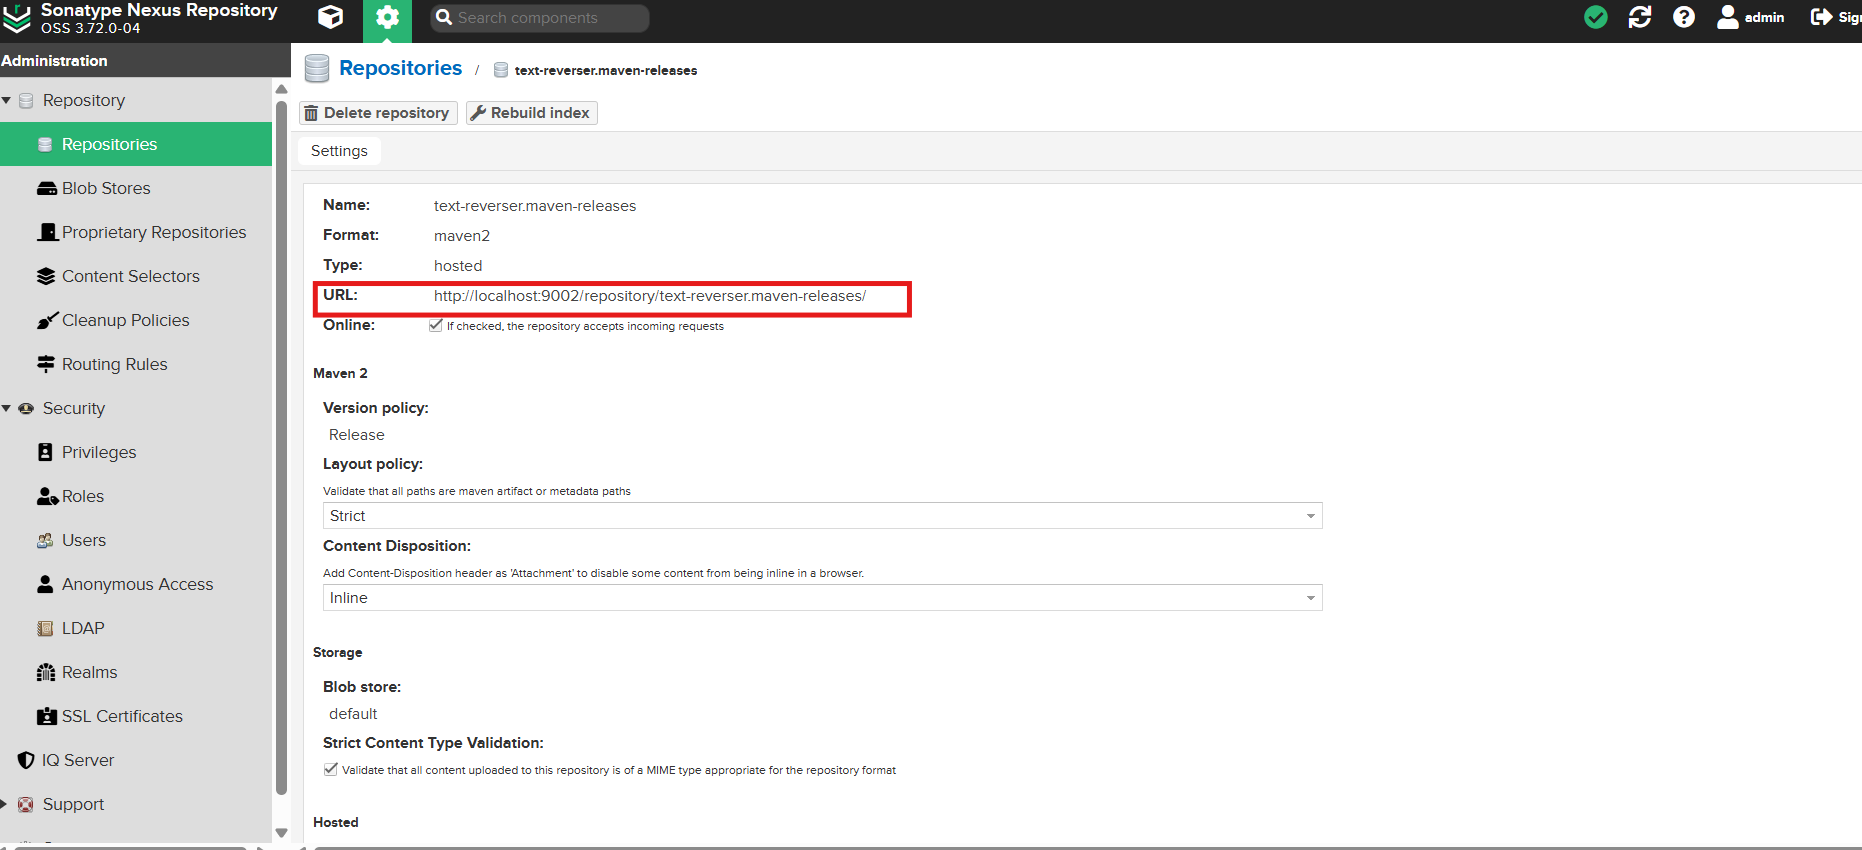 Sonatype Nexus Repository
OSS 3.72.0-04
Search components
admin
Sig
Administration
Repository
Repositories
Blob Stores
Proprietary Repositories
Content Selectors
Cleanup Policies
Routing Rules
Security
Privileges
Roles
Users
Anonymous Access
LDAP
Realms
SSL Certificates
IQ Server
Support
Repositories / text-reverser.maven-releases
Delete repository Rebuild index
Settings
Name: text-reverser.maven-releases
Format: maven2
Type: hosted
URL: http://localhost:9002/repository/text-reverser.maven-releases/
Online: If checked, the repository accepts incoming requests
Maven 2
Version policy:
Release
Layout policy:
Validate that all paths are maven artifact or metadata paths
Strict
Content Disposition:
Add Content-Disposition header as 'Attachment' to disable some content from being inline in a browser.
Inline
Storage
Blob store:
default
Strict Content Type Validation:
Validate that all content uploaded to this repository is of a MIME type appropriate for the repository format
Hosted